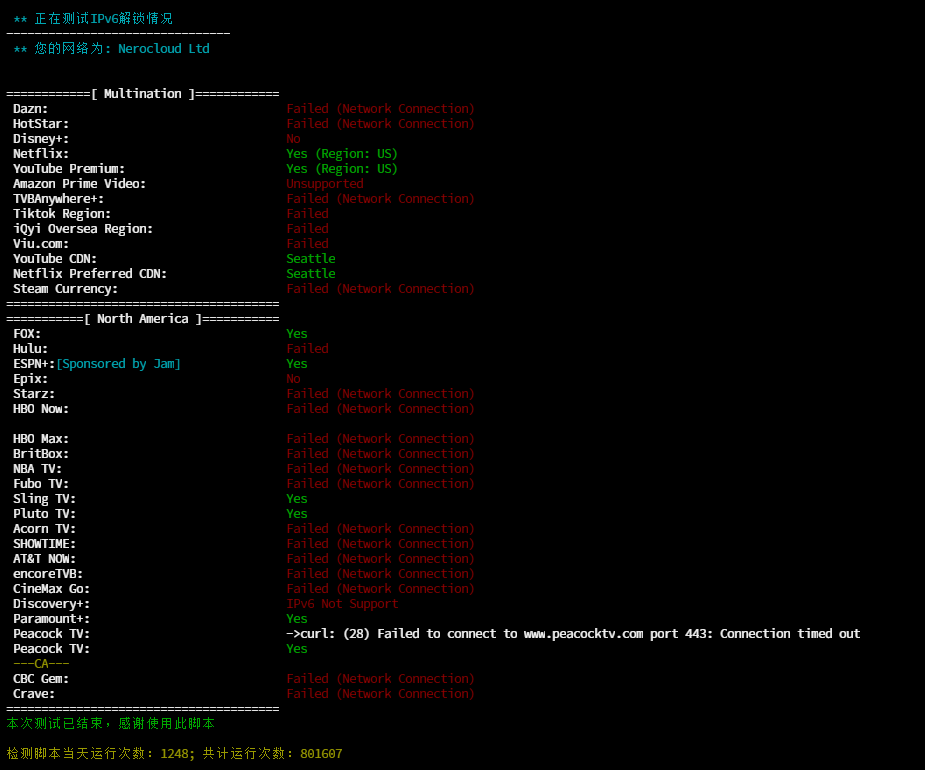 ** 正在测试IPv6解锁情况
--------------------------------
** 您的网络为: Nerocloud Ltd
============[ Multination ]============
Dazn: Failed (Network Connection)
HotStar: Failed (Network Connection)
Disney+: No
Netflix: Yes (Region: US)
YouTube Premium: Yes (Region: US)
Amazon Prime Video: Unsupported
TVBAnywhere+: Failed (Network Connection)
Tiktok Region: Failed
iQyi Oversea Region: Failed
Viu.com: Failed
YouTube CDN: Seattle
Netflix Preferred CDN: Seattle
Steam Currency: Failed (Network Connection)
=======================================
===========[ North America ]===========
FOX: Yes
Hulu: Failed
ESPN+:[Sponsored by Jam] Yes
Epix: No
Starz: Failed (Network Connection)
HBO Now: Failed (Network Connection)
HBO Max: Failed (Network Connection)
BritBox: Failed (Network Connection)
NBA TV: Failed (Network Connection)
Fubo TV: Failed (Network Connection)
Sling TV: Yes
Pluto TV: Yes
Acorn TV: Failed (Network Connection)
SHOWTIME: Failed (Network Connection)
AT&T NOW: Failed (Network Connection)
encoreTVB: Failed (Network Connection)
CineMax Go: Failed (Network Connection)
Discovery+: IPv6 Not Support
Paramount+: Yes
Peacock TV: ->curl: (28) Failed to connect to www.peacocktv.com port 443: Connection timed out
Peacock TV: Yes
---CA---
CBC Gem: Failed (Network Connection)
Crave: Failed (Network Connection)
=======================================
本次测试已结束，感谢使用此脚本
检测脚本当天运行次数: 1248; 共计运行次数: 801607